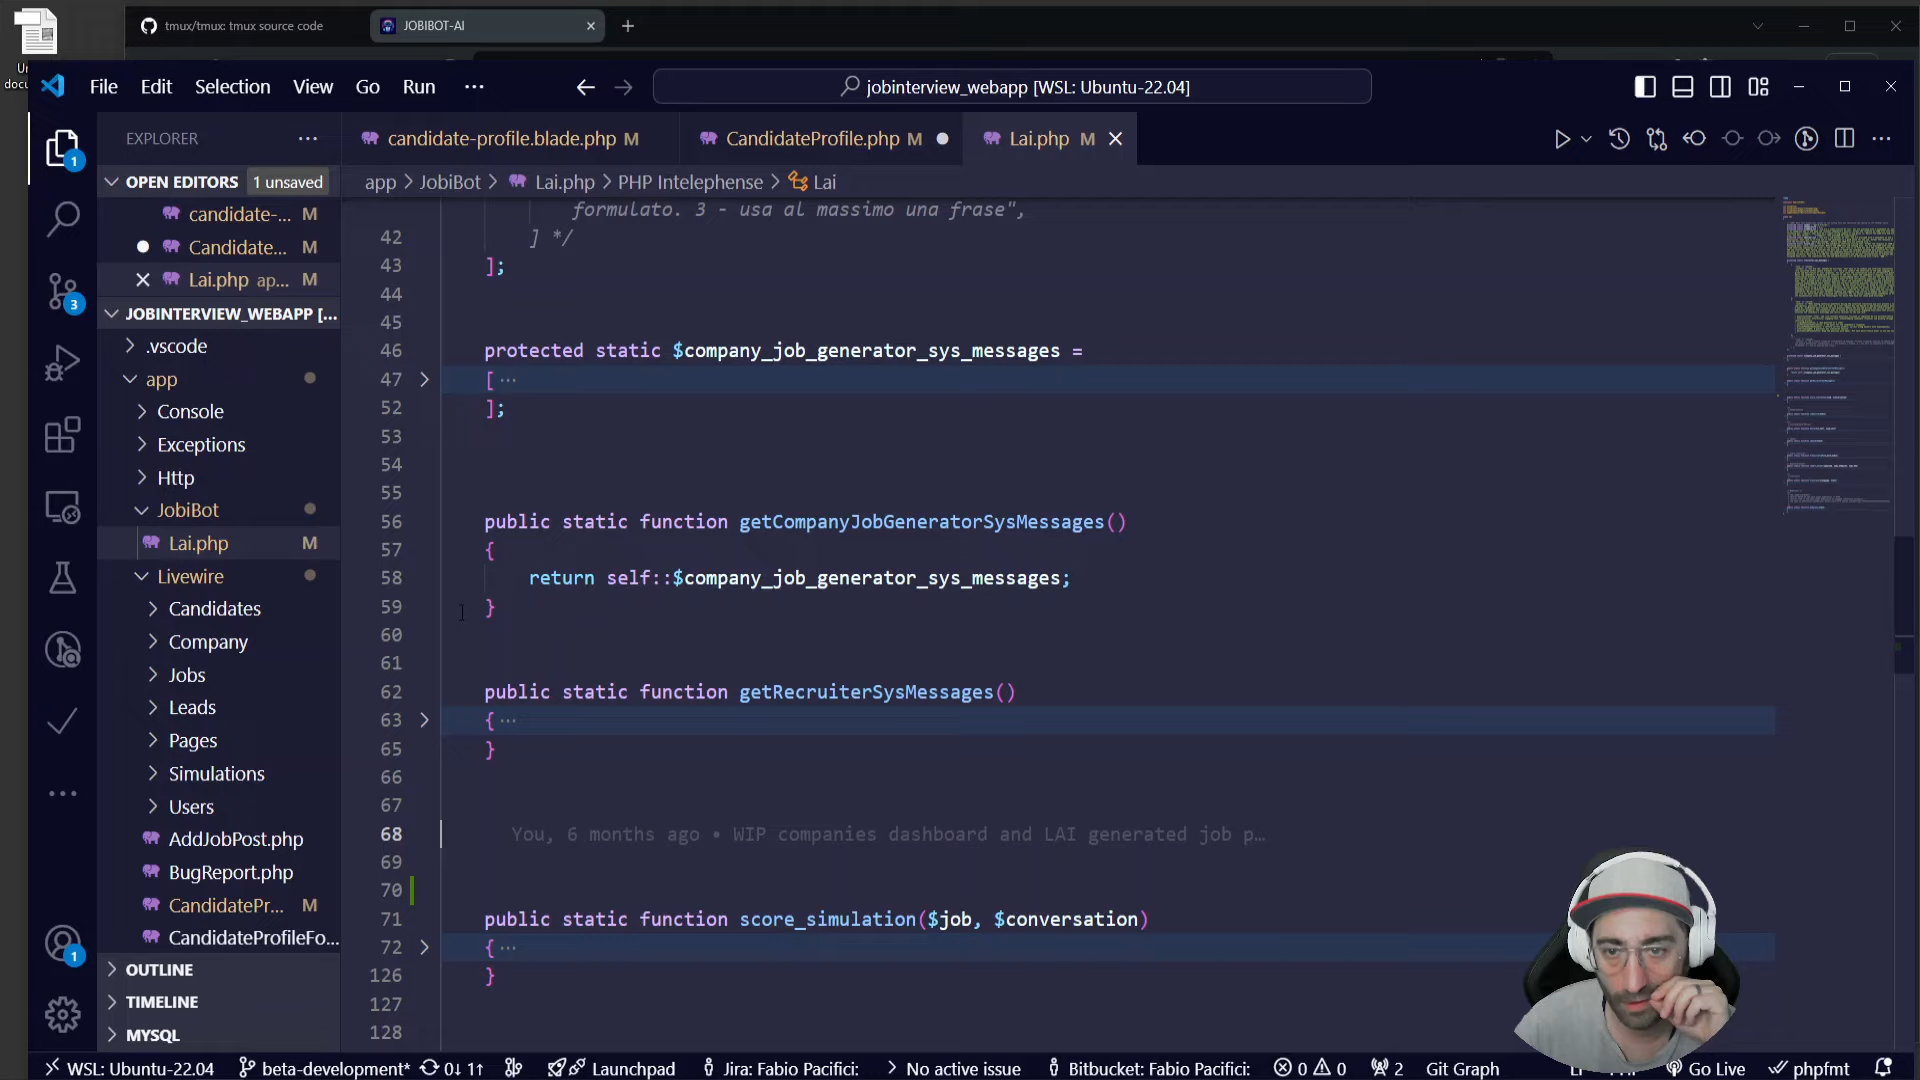 tmux/tmux: tmux source code
JOBIBOT-AI
File Edit Selection View Go Run ···
jobinterview_webapp [WSL: Ubuntu-22.04]
EXPLORER
candidate-profile.blade.php M
CandidateProfile.php M
Lai.php M
OPEN EDITORS 1 unsaved
app > JobiBot > Lai.php > PHP Intelephense > Lai
candidate-... M
Candidate... M
Lai.php ap... M
JOBINTERVIEW_WEBAPP [...
.vscode
app
Console
Exceptions
Http
JobiBot
Lai.php M
Livewire
Candidates
Company
Jobs
Leads
Pages
Simulations
Users
AddJobPost.php
BugReport.php
CandidatePr... M
CandidateProfileFo...
OUTLINE
TIMELINE
MYSQL
1
3
1
formulato. 3 - usa al massimo una frase",
42 ] */
43 ];
44
45
46 protected static $company_job_generator_sys_messages =
47 [ ···
52 ];
53
54
55
56 public static function getCompanyJobGeneratorSysMessages()
57 {
58 return self::$company_job_generator_sys_messages;
59 }
60
61
62 public static function getRecruiterSysMessages()
63 { ···
65 }
66
67
68 You, 6 months ago • WIP companies dashboard and LAI generated job p…
69
70
71 public static function score_simulation($job, $conversation)
72 { ···
126 }
127
128
WSL: Ubuntu-22.04 beta-development* 0↓ 1↑ Launchpad Jira: Fabio Pacifici: > No active issue Bitbucket: Fabio Pacifici: 0 0 2 Git Graph Go Live phpfmt